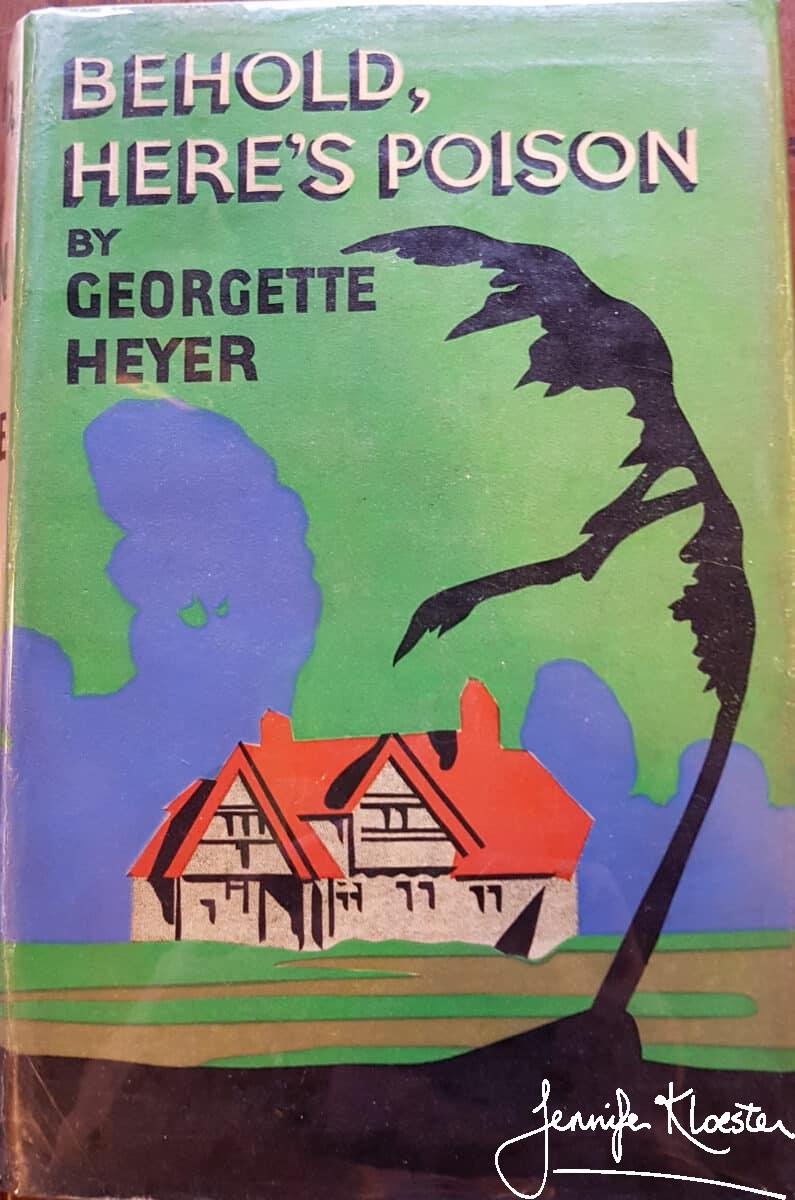 BEHOLD,
HERE'S POISON
BY
GEORGETTE
HEYER
Jennifer Kloester